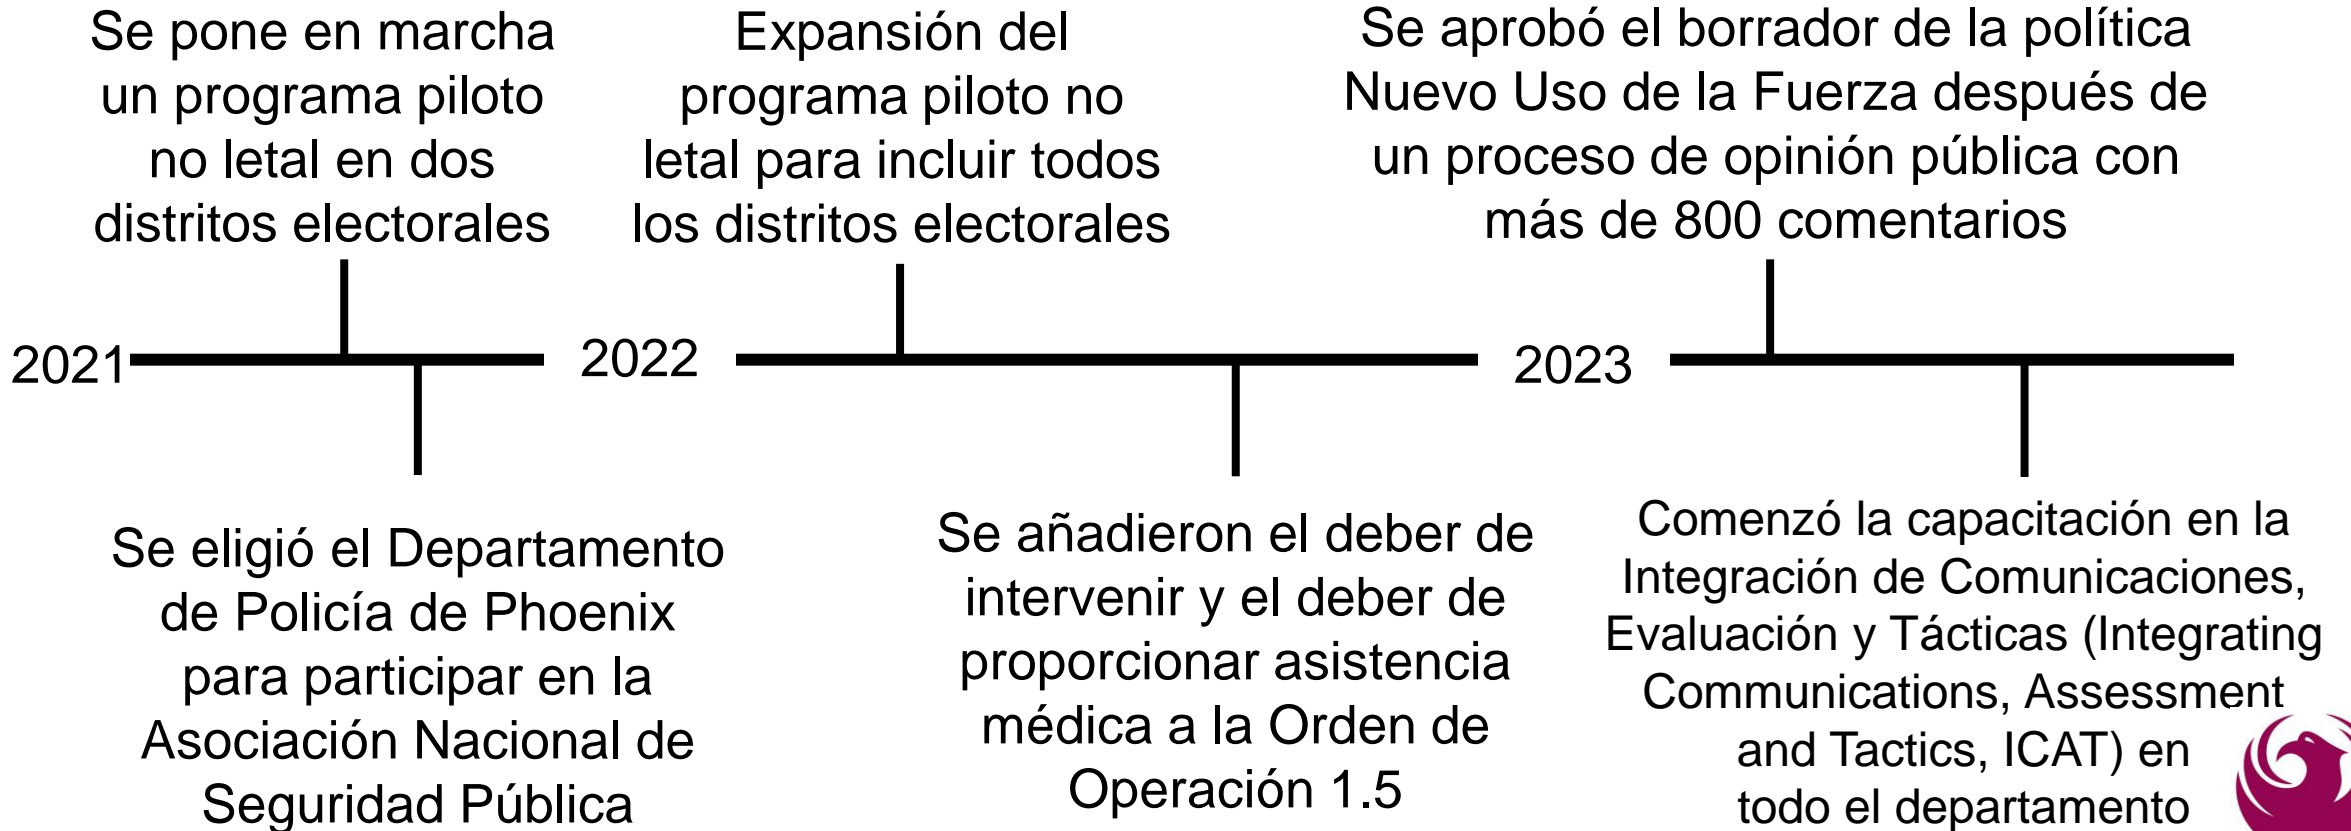 Se pone en marcha
un programa piloto
no letal en dos
distritos electorales
Expansión del
programa piloto no
letal para incluir todos
los distritos electorales
Se aprobó el borrador de la política
Nuevo Uso de la Fuerza después de
un proceso de opinión pública con
más de 800 comentarios
2021
2022
2023
Se eligió el Departamento
de Policía de Phoenix
para participar en la
Asociación Nacional de
Seguridad Pública
Se añadieron el deber de
intervenir y el deber de
proporcionar asistencia
médica a la Orden de
Operación 1.5
Comenzó la capacitación en la
Integración de Comunicaciones,
Evaluación y Tácticas (Integrating
Communications, Assessment
and Tactics, ICAT) en
todo el departamento